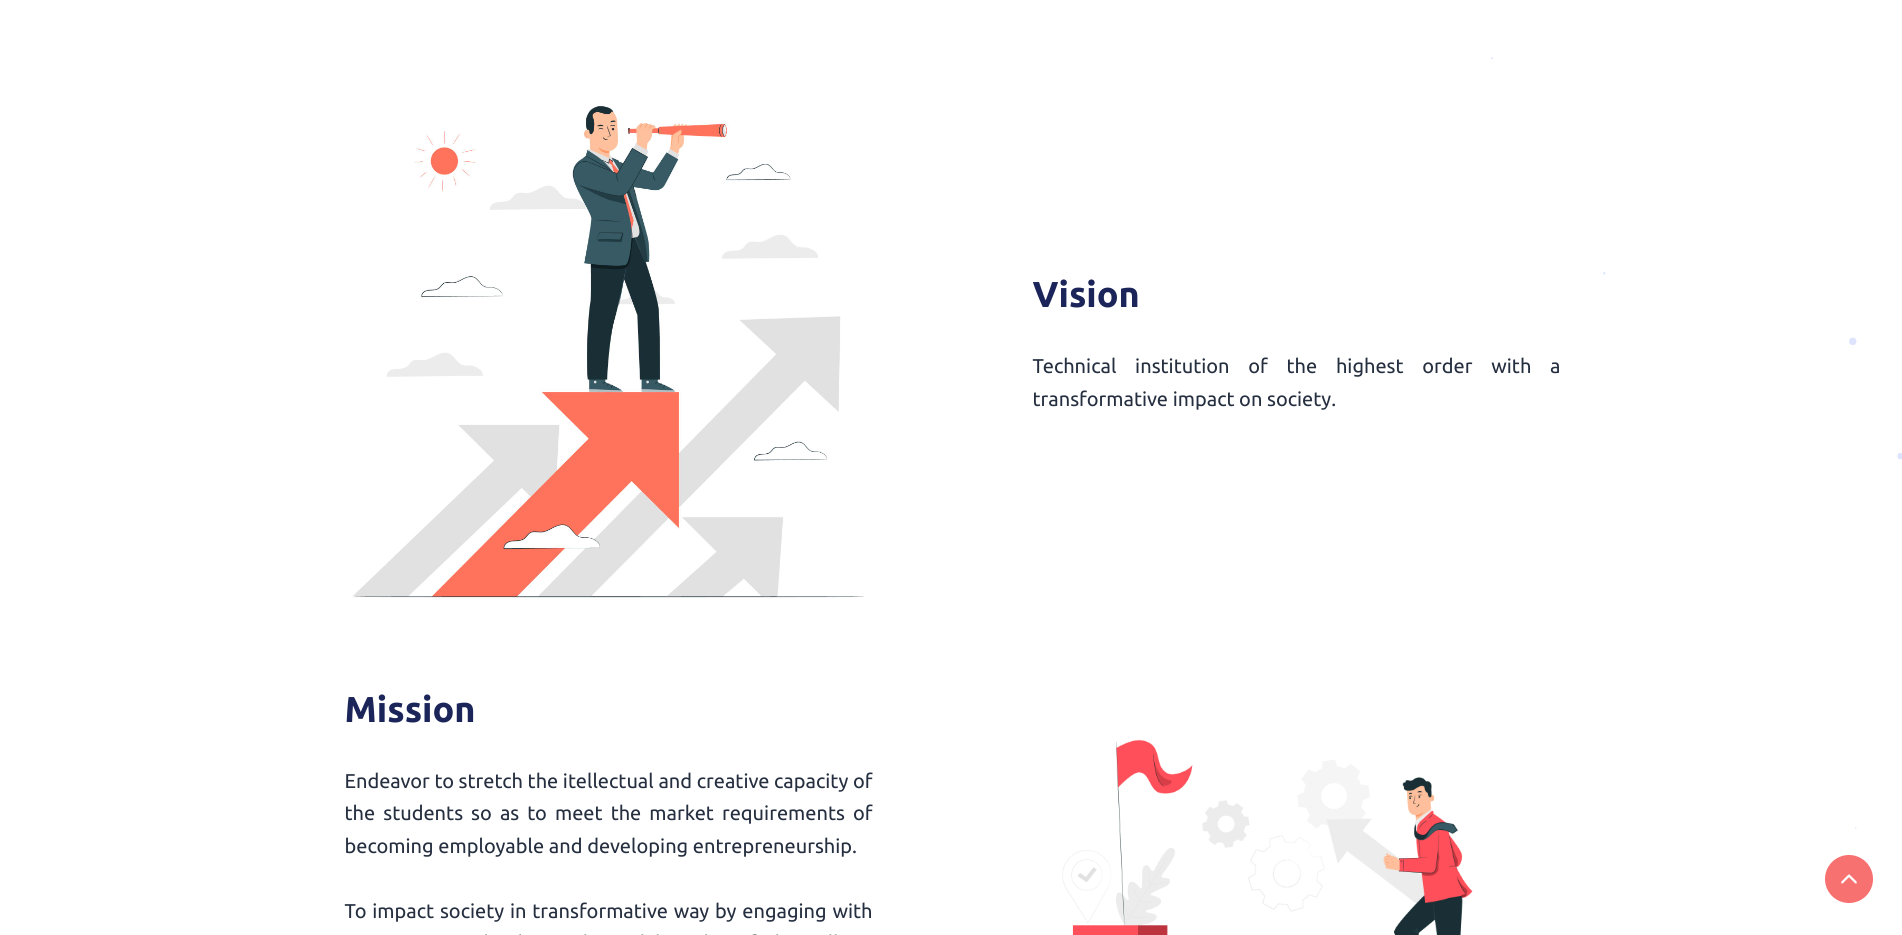 Vision
Technical institution of the highest order with a
transformative impact on society.
Mission
Endeavor to stretch the itellectual and creative capacity of
the students so as to meet the market requirements of
becoming employable and developing entrepreneurship.
To impact society in transformative way by engaging with